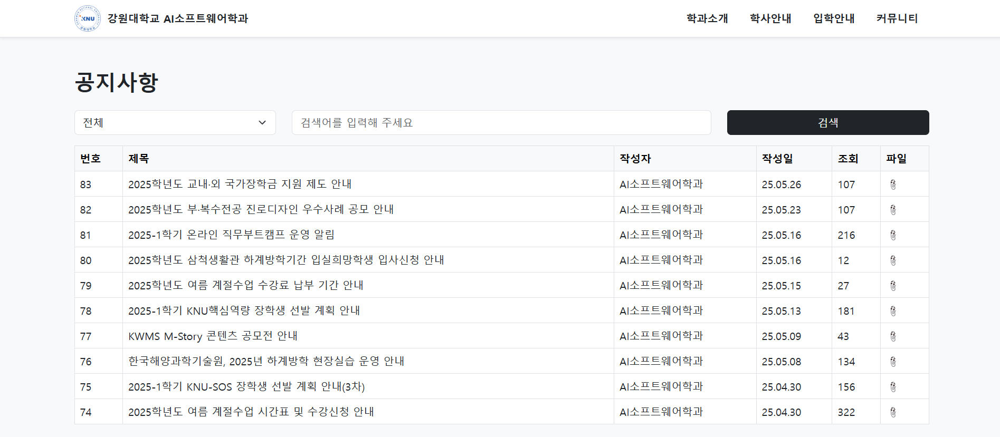 KNU
강원대학교 AI소프트웨어학과
학과소개 학사안내 입학안내 커뮤니티
공지사항
전체 검색어를 입력해 주세요 검색
번호 제목 작성자 작성일 조회 파일
83 2025학년도 교내·외 국가장학금 지원 제도 안내 AI소프트웨어학과 25.05.26 107
82 2025학년도 부·복수전공 진로디자인 우수사례 공모 안내 AI소프트웨어학과 25.05.23 107
81 2025-1학기 온라인 직무부트캠프 운영 알림 AI소프트웨어학과 25.05.16 216
80 2025학년도 삼척생활관 하계방학기간 입실희망학생 입사신청 안내 AI소프트웨어학과 25.05.16 12
79 2025학년도 여름 계절수업 수강료 납부 기간 안내 AI소프트웨어학과 25.05.15 27
78 2025-1학기 KNU핵심역량 장학생 선발 계획 안내 AI소프트웨어학과 25.05.13 181
77 KWMS M-Story 콘텐츠 공모전 안내 AI소프트웨어학과 25.05.09 43
76 한국해양과학기술원, 2025년 하계방학 현장실습 운영 안내 AI소프트웨어학과 25.05.08 134
75 2025-1학기 KNU-SOS 장학생 선발 계획 안내(3차) AI소프트웨어학과 25.04.30 156
74 2025학년도 여름 계절수업 시간표 및 수강신청 안내 AI소프트웨어학과 25.04.30 322